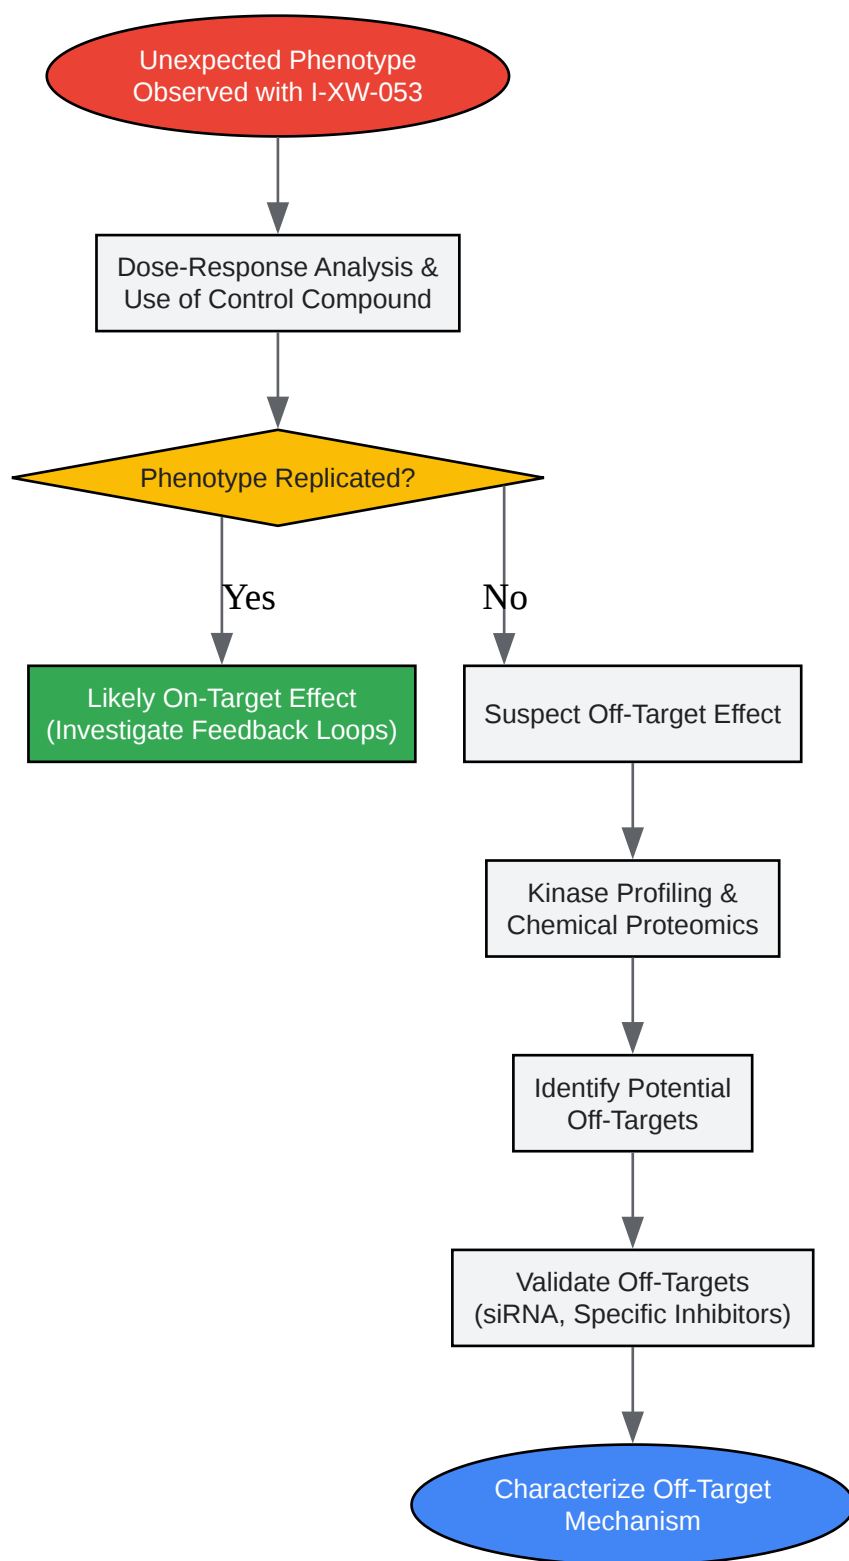 Unexpected Phenotype
Observed with I-XW-053
Dose-Response Analysis &
Use of Control Compound
Phenotype Replicated?
Yes
No
Likely On-Target Effect
(Investigate Feedback Loops)
Suspect Off-Target Effect
Kinase Profiling &
Chemical Proteomics
Identify Potential
Off-Targets
Validate Off-Targets
(siRNA, Specific Inhibitors)
Characterize Off-Target
Mechanism